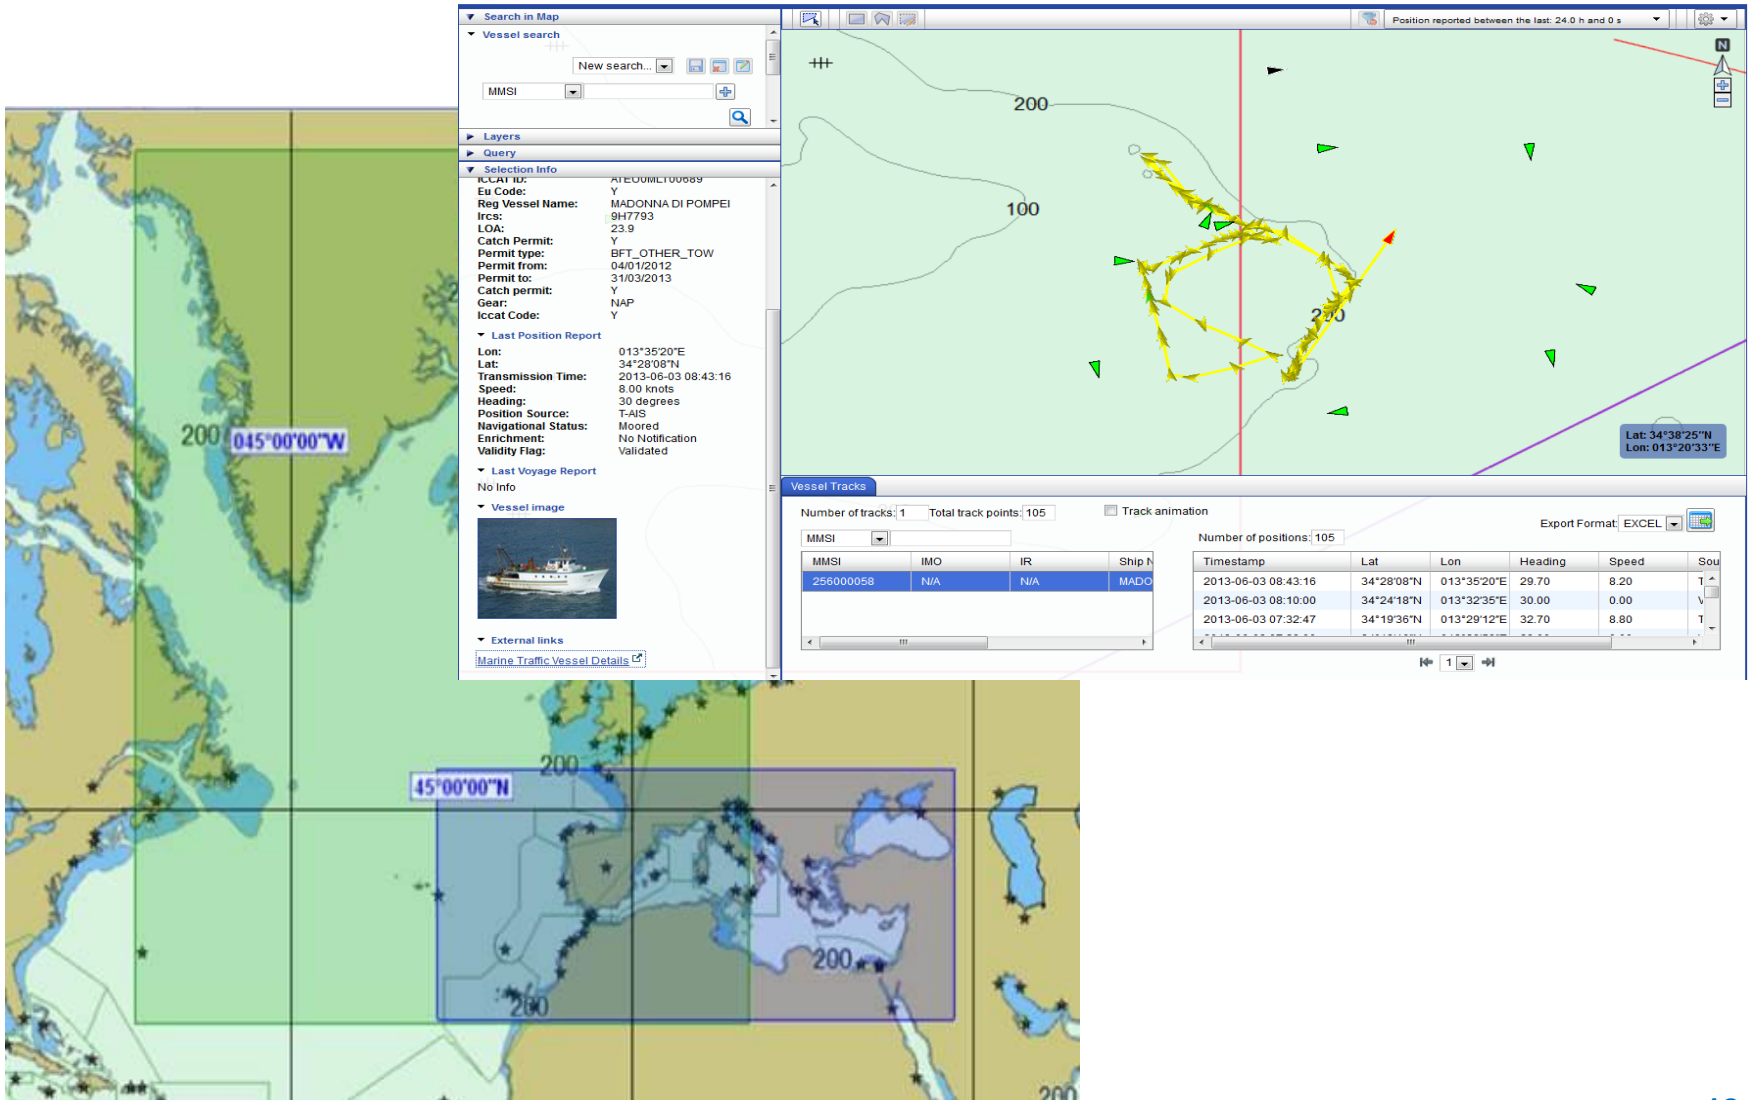 Search in Map
Vessel search
New search...
MMSI
Layers
Query
Selection Info
ICCAT ID: ATEU0MLT00689
Eu Code: Y
Reg Vessel Name: MADONNA DI POMPEI
Ircs: 9H7793
LOA: 23.9
Catch Permit: Y
Permit type: BFT_OTHER_TOW
Permit from: 04/01/2012
Permit to: 31/03/2013
Catch permit: Y
Gear: NAP
Iccat Code: Y
Last Position Report
Lon: 013°35'20"E
Lat: 34°28'08"N
Transmission Time: 2013-06-03 08:43:16
Speed: 8.00 knots
Heading: 30 degrees
Position Source: T-AIS
Navigational Status: Moored
Enrichment: No Notification
Validity Flag: Validated
Last Voyage Report
No Info
Vessel image
External links
Marine Traffic Vessel Details
Position reported between the last: 24.0 h and 0 s
N
200
100
200
Lat: 34°38'25"N
Lon: 013°20'33"E
Vessel Tracks
Number of tracks: 1 Total track points: 105 Track animation
Export Format: EXCEL
MMSI
Number of positions: 105
MMSI IMO IR Ship N
256000058 N/A N/A MADO
Timestamp Lat Lon Heading Speed Sou
2013-06-03 08:43:16 34°28'08"N 013°35'20"E 29.70 8.20 T
2013-06-03 08:10:00 34°24'18"N 013°32'35"E 30.00 0.00 V
2013-06-03 07:32:47 34°19'36"N 013°29'12"E 32.70 8.80 T
1
200 045°00'00"W
200
45°00'00"N
200
200
200